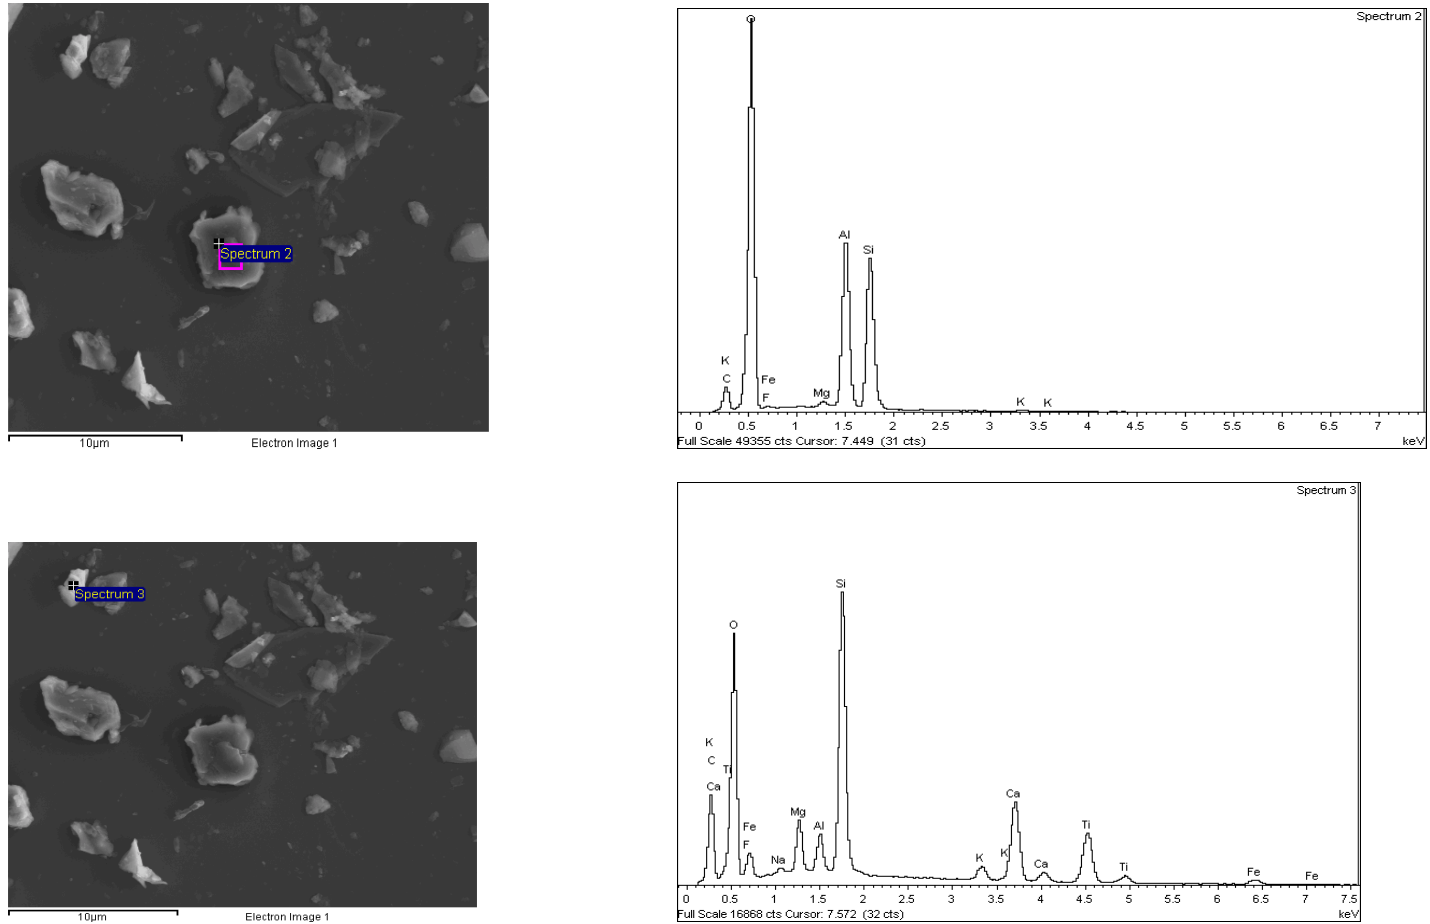 Spectrum 2
10µm
Electron Image 1
Spectrum 2
O
Al
Si
K
C
Fe
F
Mg
K
K
0 0.5 1 1.5 2 2.5 3 3.5 4 4.5 5 5.5 6 6.5 7
Full Scale 49355 cts Cursor: 7.449 (31 cts)
keV
Spectrum 3
10µm
Electron Image 1
Spectrum 3
Si
O
K
C
Ti
Ca
Fe
F
Na
Mg
Al
K
K
Ca
Ca
Ti
Ti
Fe
Fe
0 0.5 1 1.5 2 2.5 3 3.5 4 4.5 5 5.5 6 6.5 7 7.5
Full Scale 16868 cts Cursor: 7.572 (32 cts)
keV